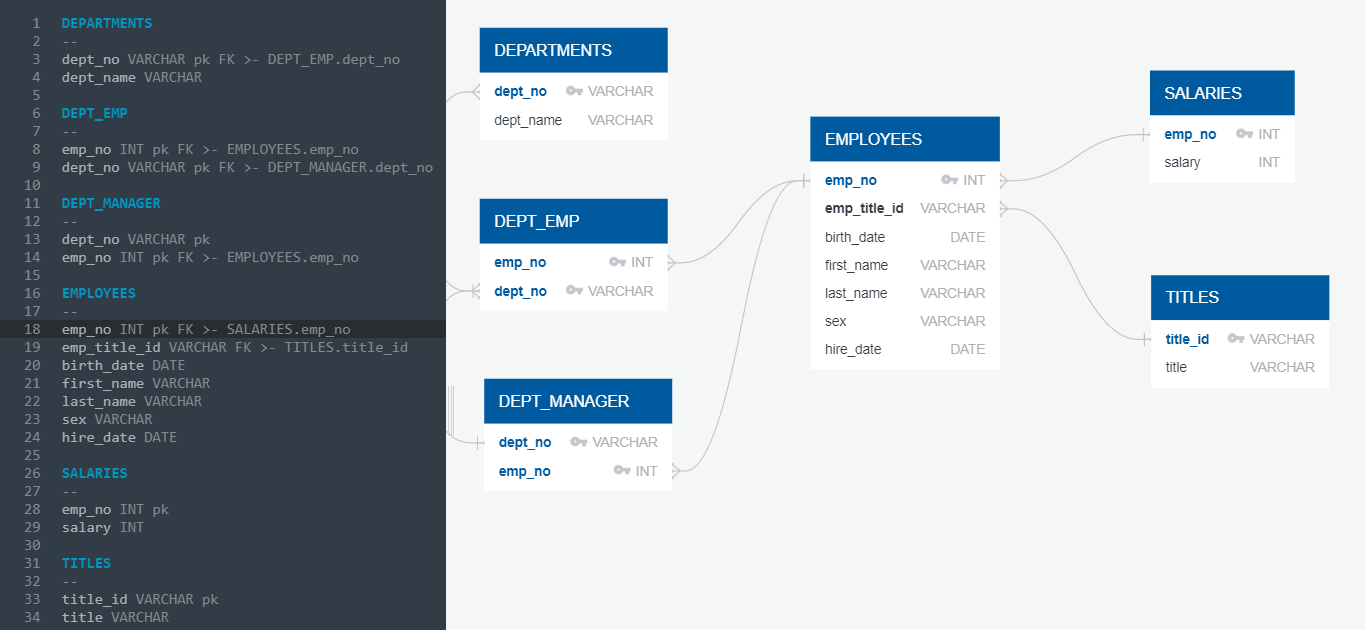 1 DEPARTMENTS
2 --
3 dept_no VARCHAR pk FK >- DEPT_EMP.dept_no
4 dept_name VARCHAR
5
6 DEPT_EMP
7 --
8 emp_no INT pk FK >- EMPLOYEES.emp_no
9 dept_no VARCHAR pk FK >- DEPT_MANAGER.dept_no
10
11 DEPT_MANAGER
12 --
13 dept_no VARCHAR pk
14 emp_no INT pk FK >- EMPLOYEES.emp_no
15
16 EMPLOYEES
17 --
18 emp_no INT pk FK >- SALARIES.emp_no
19 emp_title_id VARCHAR FK >- TITLES.title_id
20 birth_date DATE
21 first_name VARCHAR
22 last_name VARCHAR
23 sex VARCHAR
24 hire_date DATE
25
26 SALARIES
27 --
28 emp_no INT pk
29 salary INT
30
31 TITLES
32 --
33 title_id VARCHAR pk
34 title VARCHAR
DEPARTMENTS
dept_no VARCHAR
dept_name VARCHAR
DEPT_EMP
emp_no INT
dept_no VARCHAR
DEPT_MANAGER
dept_no VARCHAR
emp_no INT
EMPLOYEES
emp_no INT
emp_title_id VARCHAR
birth_date DATE
first_name VARCHAR
last_name VARCHAR
sex VARCHAR
hire_date DATE
SALARIES
emp_no INT
salary INT
TITLES
title_id VARCHAR
title VARCHAR